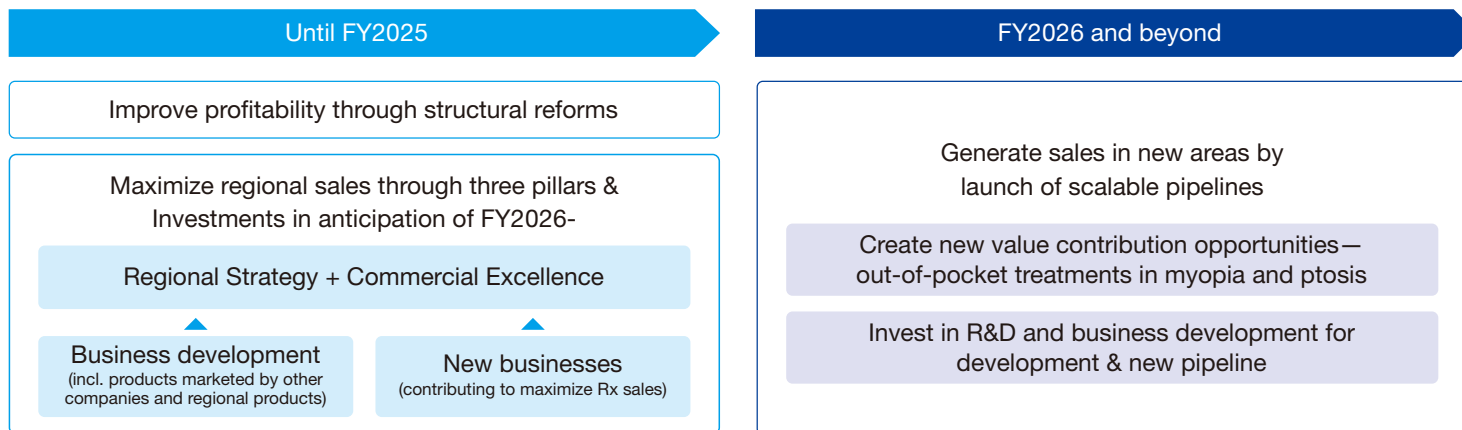 Until FY2025
Improve profitability through structural reforms
Maximize regional sales through three pillars &
Investments in anticipation of FY2026-
Regional Strategy + Commercial Excellence
Business development
(incl. products marketed by other
companies and regional products)
New businesses
(contributing to maximize Rx sales)
FY2026 and beyond
Generate sales in new areas by
launch of scalable pipelines
Create new value contribution opportunities—
out-of-pocket treatments in myopia and ptosis
Invest in R&D and business development for
development & new pipeline